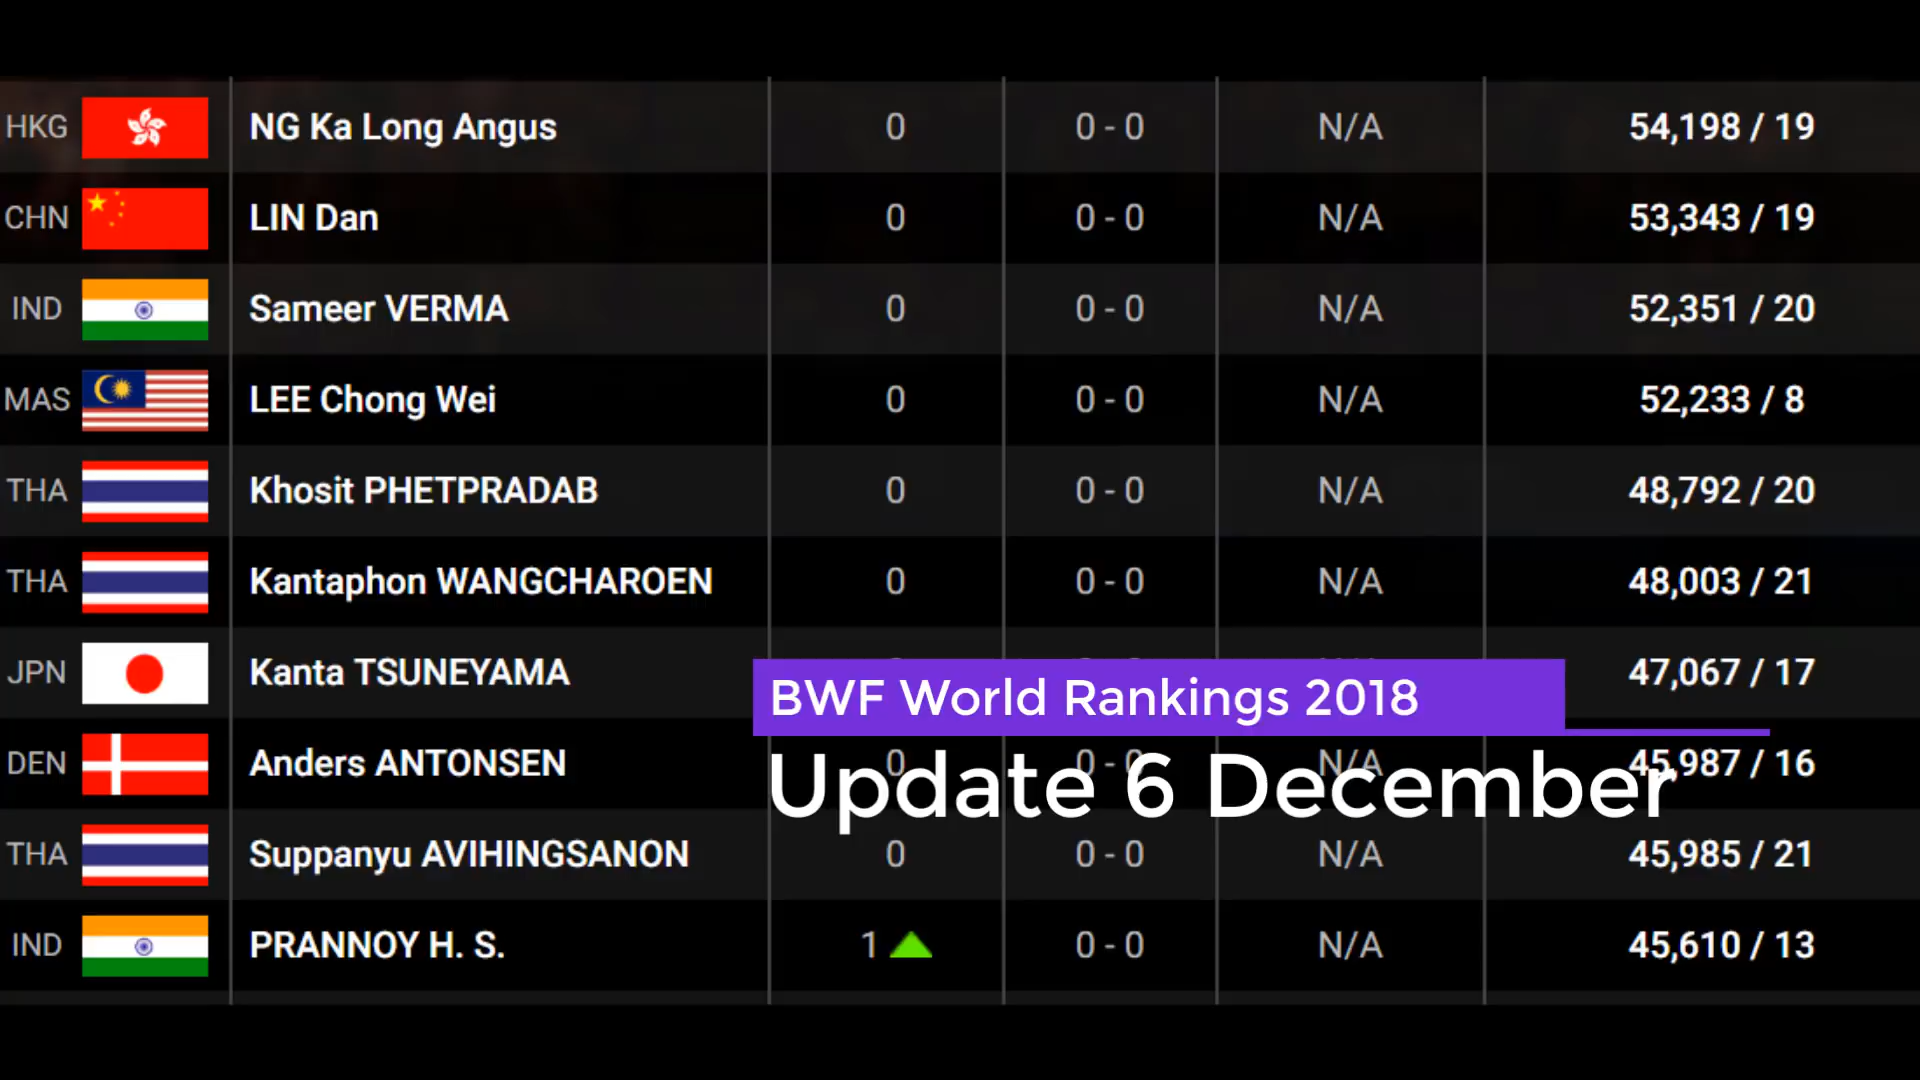 HKG NG Ka Long Angus 0 0 - 0 N/A 54,198 / 19
CHN LIN Dan 0 0 - 0 N/A 53,343 / 19
IND Sameer VERMA 0 0 - 0 N/A 52,351 / 20
MAS LEE Chong Wei 0 0 - 0 N/A 52,233 / 8
THA Khosit PHETPRADAB 0 0 - 0 N/A 48,792 / 20
THA Kantaphon WANGCHAROEN 0 0 - 0 N/A 48,003 / 21
JPN Kanta TSUNEYAMA 47,067 / 17
BWF World Rankings 2018
DEN Anders ANTONSEN 0 0 - 0 N/A 45,987 / 16
Update 6 December
THA Suppanyu AVIHINGSANON 0 0 - 0 N/A 45,985 / 21
IND PRANNOY H. S. 1 0 - 0 N/A 45,610 / 13